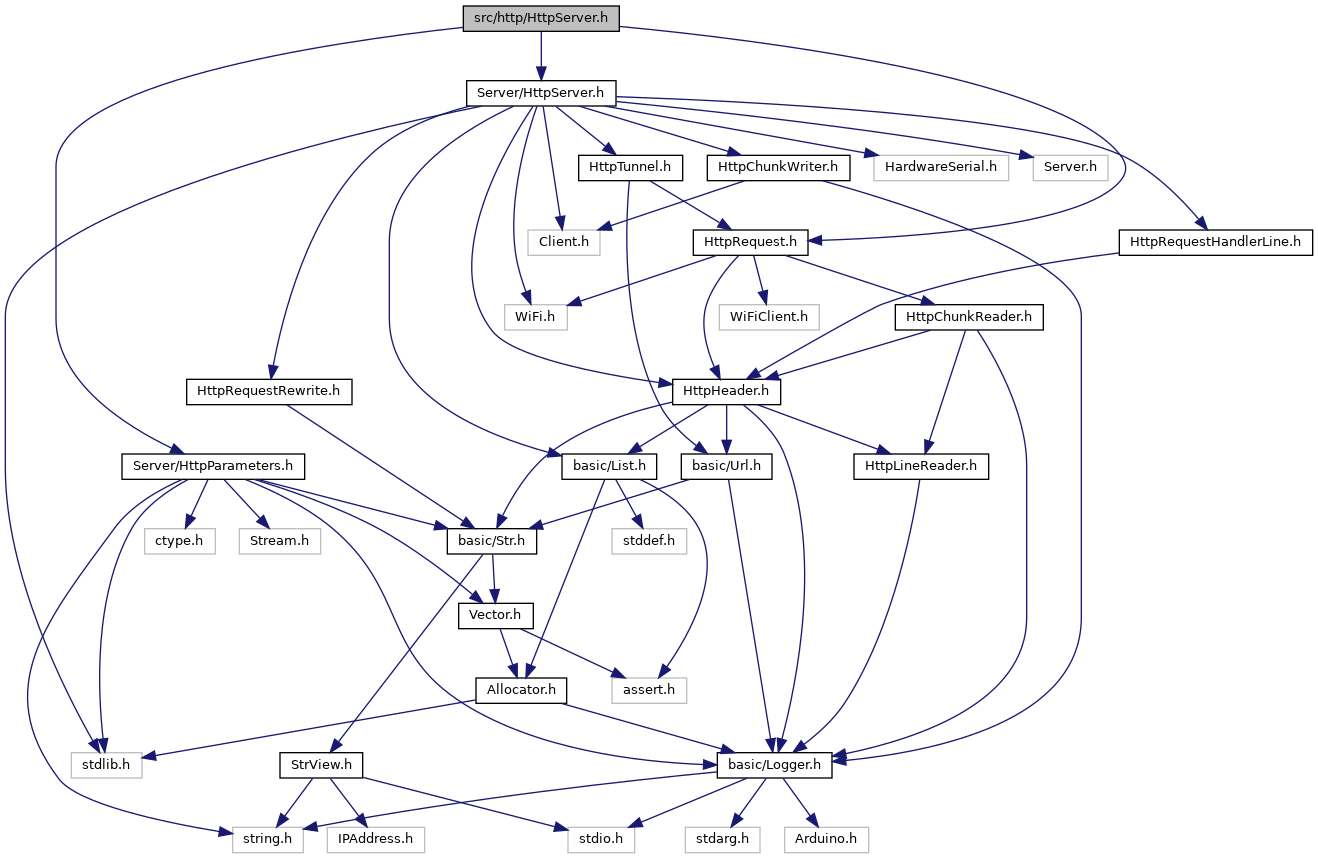 src/http/HttpServer.h
Server/HttpServer.h
HttpTunnel.h
HttpChunkWriter.h
HardwareSerial.h
Server.h
Client.h
HttpRequest.h
HttpRequestHandlerLine.h
WiFi.h
WiFiClient.h
HttpChunkReader.h
HttpRequestRewrite.h
HttpHeader.h
Server/HttpParameters.h
basic/List.h
basic/Url.h
HttpLineReader.h
ctype.h
Stream.h
basic/Str.h
stddef.h
Vector.h
Allocator.h
assert.h
stdlib.h
StrView.h
basic/Logger.h
string.h
IPAddress.h
stdio.h
stdarg.h
Arduino.h